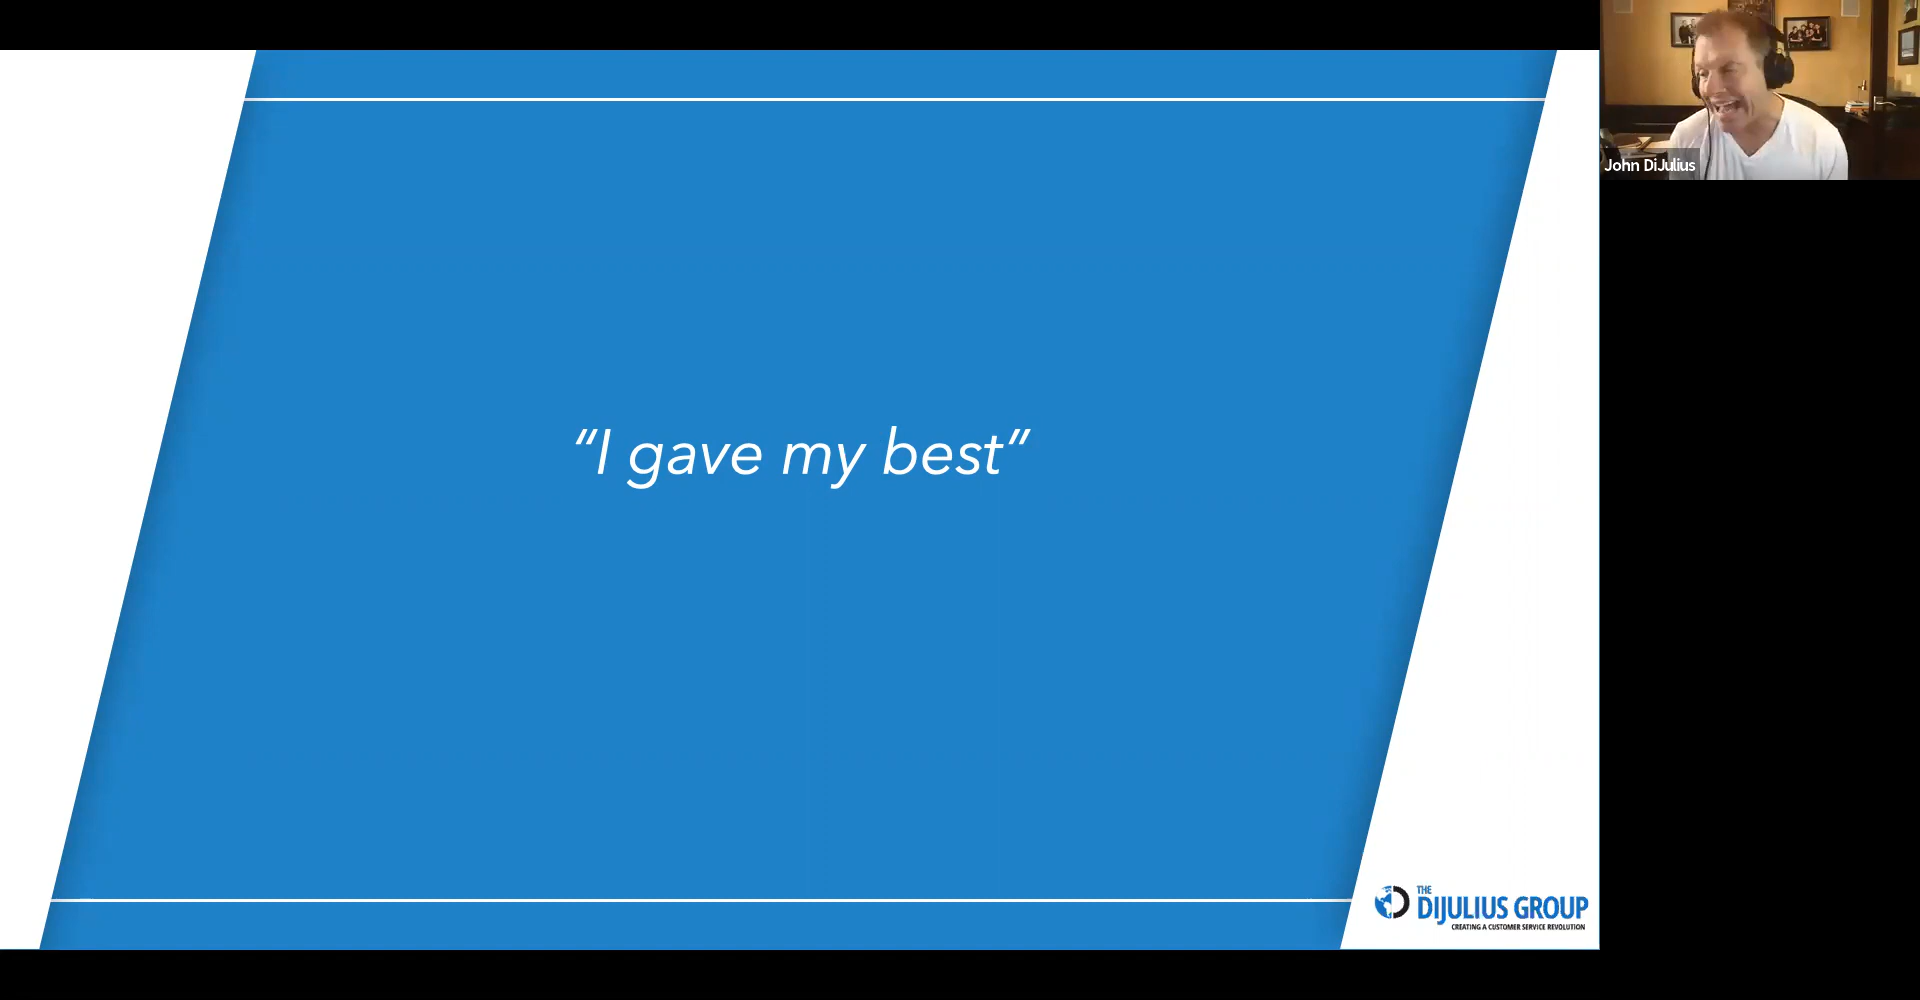 “I gave my best”
John DiJulius
THE
DIJULIUS GROUP
CREATING A CUSTOMER SERVICE REVOLUTION